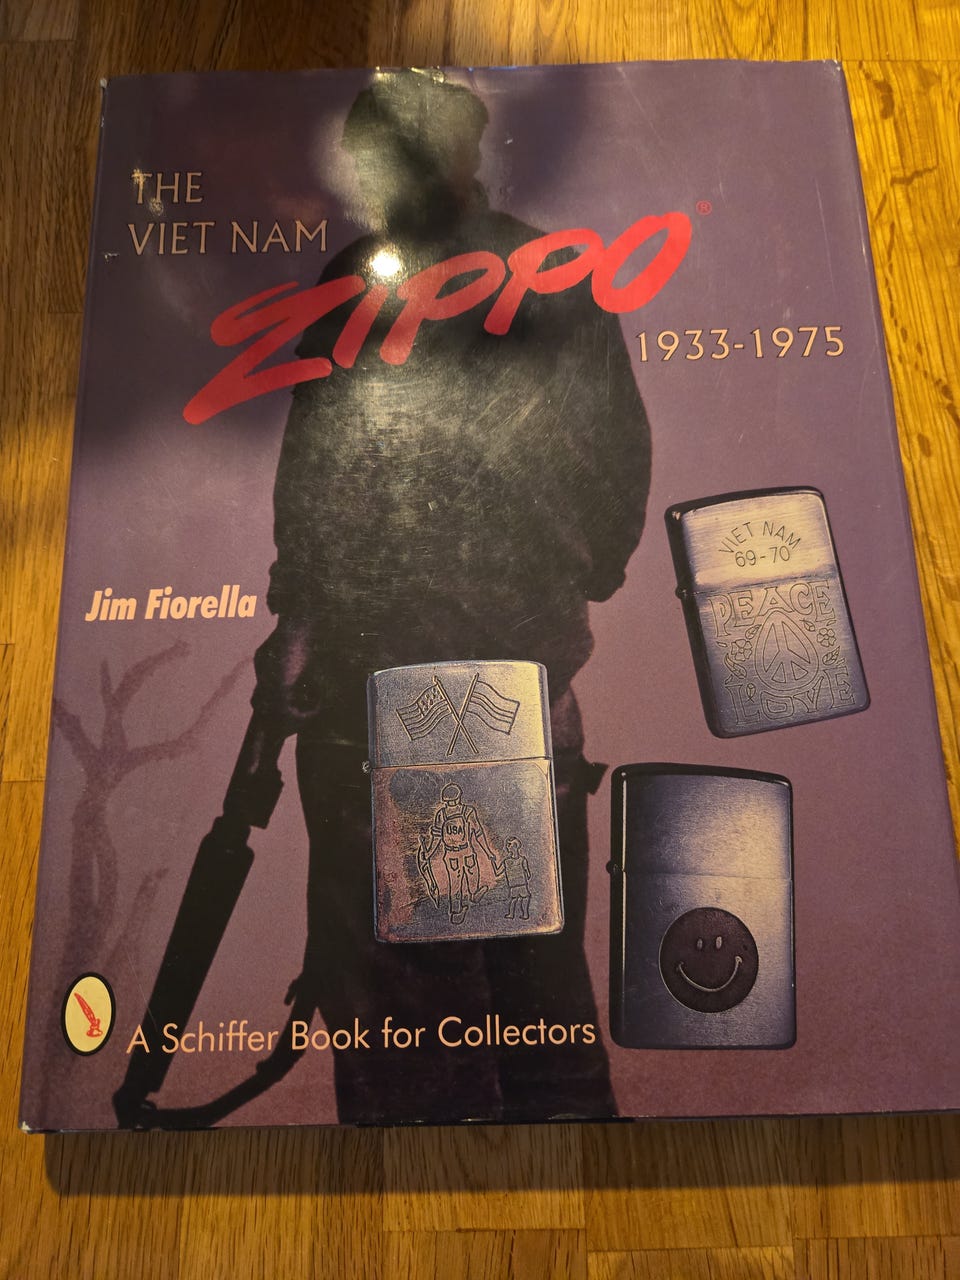 THE
VIET NAM
ZIPPO®
1933-1975
VIET NAM
69-70
PEACE
LOVE
Jim Fiorella
USA
A Schiffer Book for Collectors